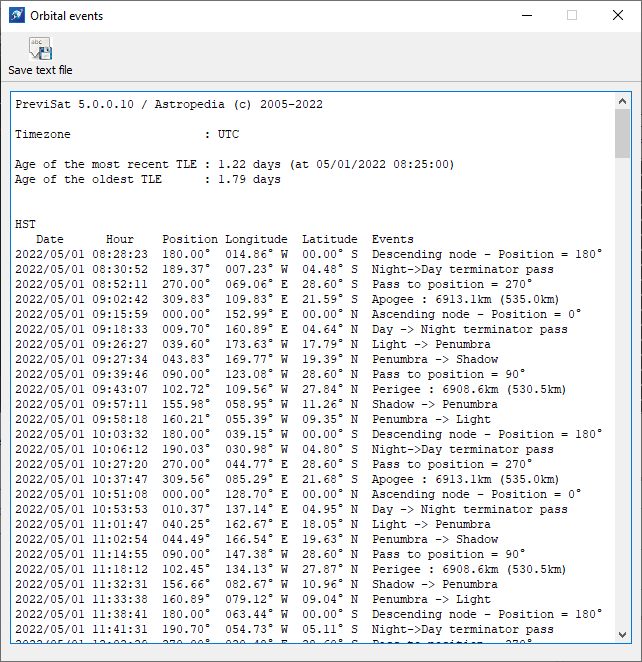 Orbital events
abc
Save text file
PreviSat 5.0.0.10 / Astropedia (c) 2005-2022
Timezone : UTC
Age of the most recent TLE : 1.22 days (at 05/01/2022 08:25:00)
Age of the oldest TLE : 1.79 days
HST
Date Hour Position Longitude Latitude Events
2022/05/01 08:28:23 180.00° 014.86° W 00.00° S Descending node - Position = 180°
2022/05/01 08:30:52 189.37° 007.23° W 04.48° S Night->Day terminator pass
2022/05/01 08:52:11 270.00° 069.06° E 28.60° S Pass to position = 270°
2022/05/01 09:02:42 309.83° 109.83° E 21.59° S Apogee : 6913.1km (535.0km)
2022/05/01 09:15:59 000.00° 152.99° E 00.00° N Ascending node - Position = 0°
2022/05/01 09:18:33 009.70° 160.89° E 04.64° N Day -> Night terminator pass
2022/05/01 09:26:27 039.60° 173.63° W 17.79° N Light -> Penumbra
2022/05/01 09:27:34 043.83° 169.77° W 19.39° N Penumbra -> Shadow
2022/05/01 09:39:46 090.00° 123.08° W 28.60° N Pass to position = 90°
2022/05/01 09:43:07 102.72° 109.56° W 27.84° N Perigee : 6908.6km (530.5km)
2022/05/01 09:57:11 155.98° 058.95° W 11.26° N Shadow -> Penumbra
2022/05/01 09:58:18 160.21° 055.39° W 09.35° N Penumbra -> Light
2022/05/01 10:03:32 180.00° 039.15° W 00.00° S Descending node - Position = 180°
2022/05/01 10:06:12 190.03° 030.98° W 04.80° S Night->Day terminator pass
2022/05/01 10:27:20 270.00° 044.77° E 28.60° S Pass to position = 270°
2022/05/01 10:37:47 309.56° 085.29° E 21.68° S Apogee : 6913.1km (535.0km)
2022/05/01 10:51:08 000.00° 128.70° E 00.00° N Ascending node - Position = 0°
2022/05/01 10:53:53 010.37° 137.14° E 04.95° N Day -> Night terminator pass
2022/05/01 11:01:47 040.25° 162.67° E 18.05° N Light -> Penumbra
2022/05/01 11:02:54 044.49° 166.54° E 19.63° N Penumbra -> Shadow
2022/05/01 11:14:55 090.00° 147.38° W 28.60° N Pass to position = 90°
2022/05/01 11:18:12 102.45° 134.13° W 27.87° N Perigee : 6908.6km (530.5km)
2022/05/01 11:32:31 156.66° 082.67° W 10.96° N Shadow -> Penumbra
2022/05/01 11:33:38 160.89° 079.12° W 09.04° N Penumbra -> Light
2022/05/01 11:38:41 180.00° 063.44° W 00.00° S Descending node - Position = 180°
2022/05/01 11:41:31 190.70° 054.73° W 05.11° S Night->Day terminator pass